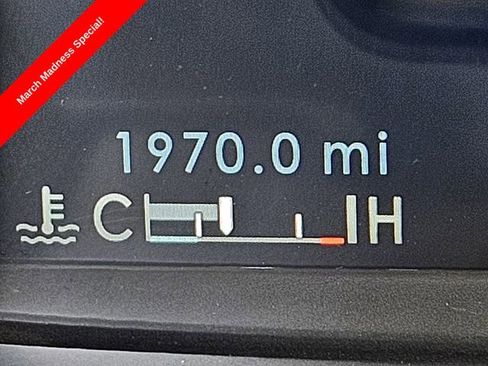 March Madness Special!
1970.0 mi
C H